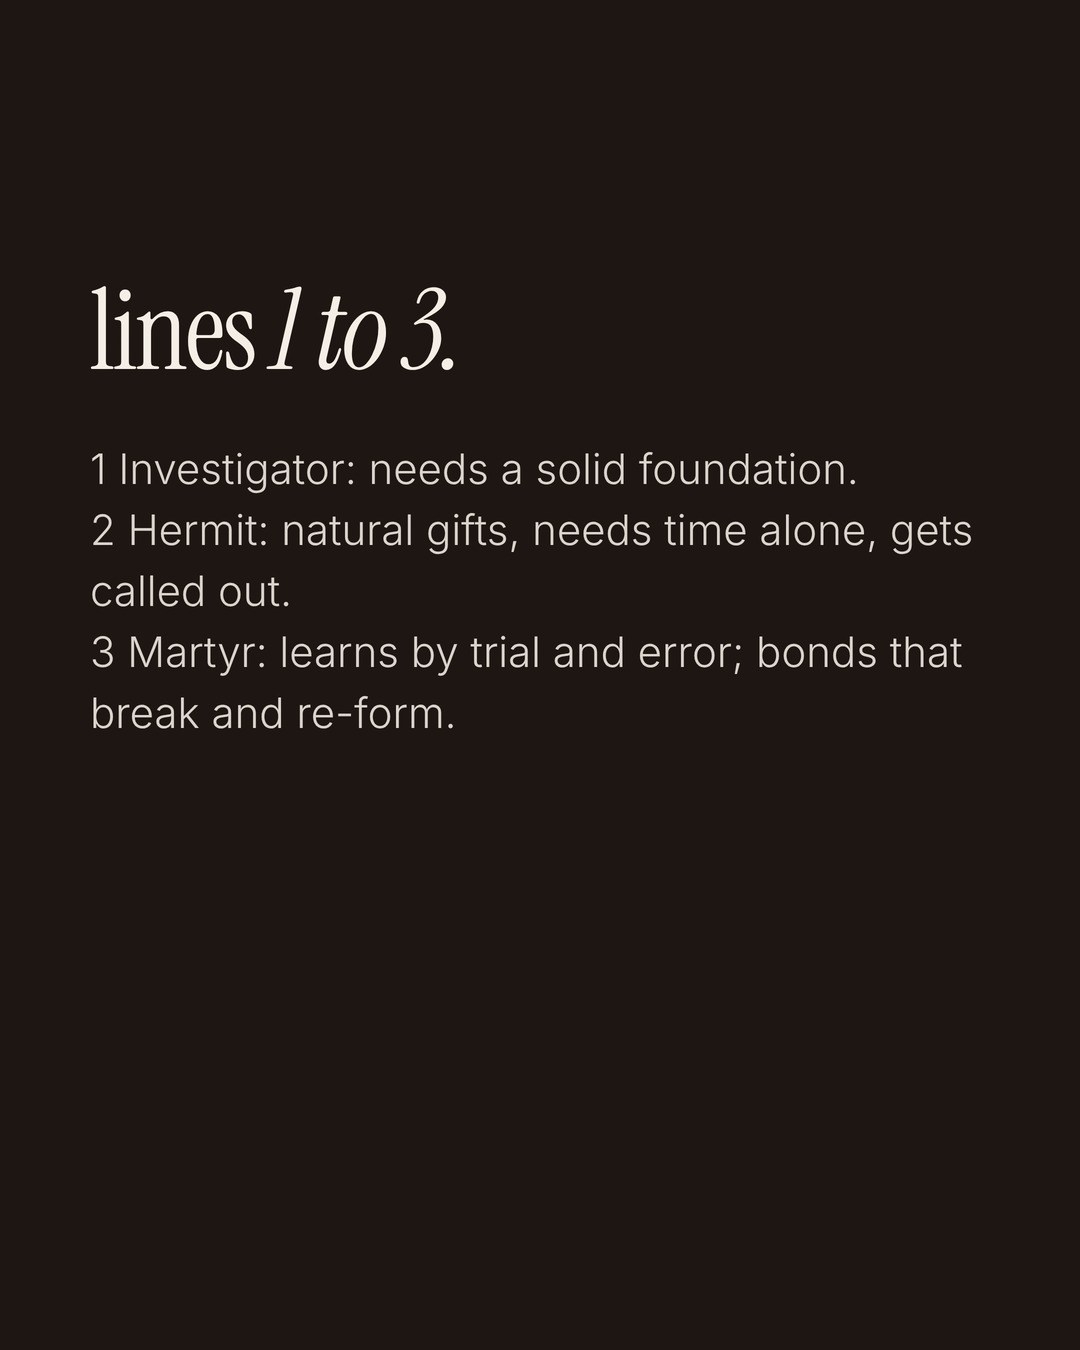 lines 1 to 3.
1 Investigator: needs a solid foundation.
2 Hermit: natural gifts, needs time alone, gets
called out.
3 Martyr: learns by trial and error; bonds that
break and re-form.